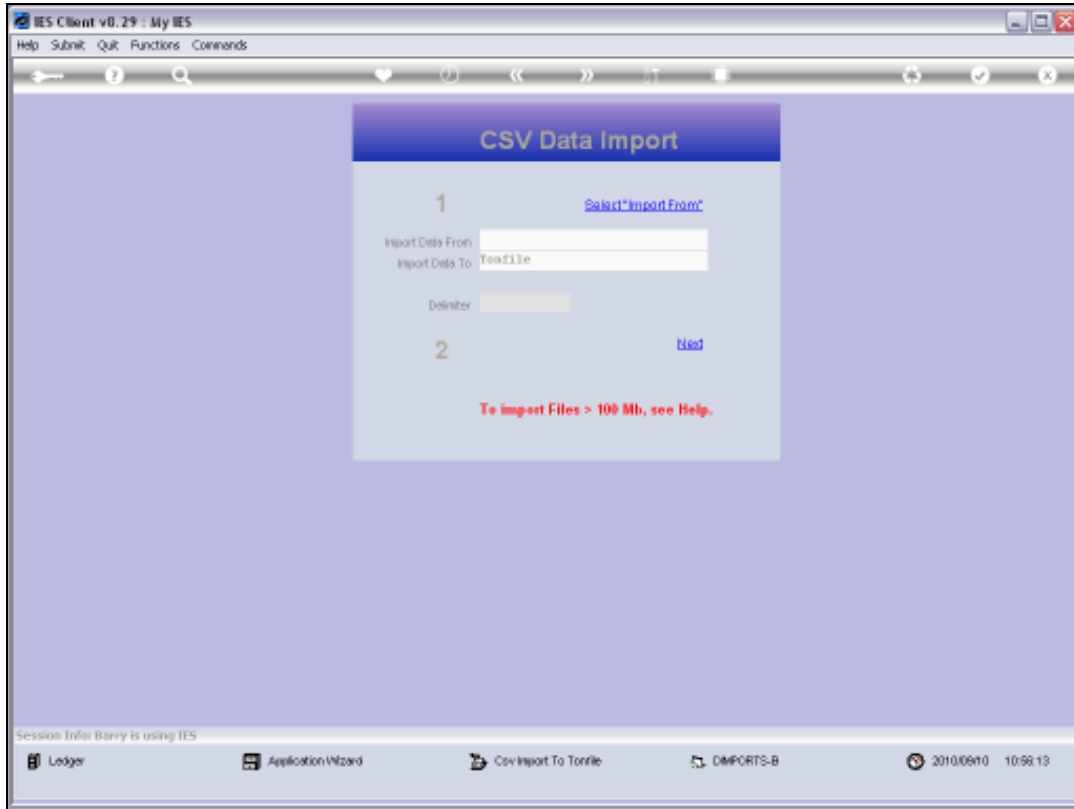 IES Client v8.29 : My IES
Help Submit Quit Functions Commands
CSV Data Import
1
Select "Import From"
Import Data From
Import Data To Tonfile
Delimiter
2
Next
To import Files > 100 Mb, see Help.
Session Info: Barry is using IES
Ledger Application Wizard Csv Import To Tonfile DIMPORTS-B 2010/09/10 10:56:13